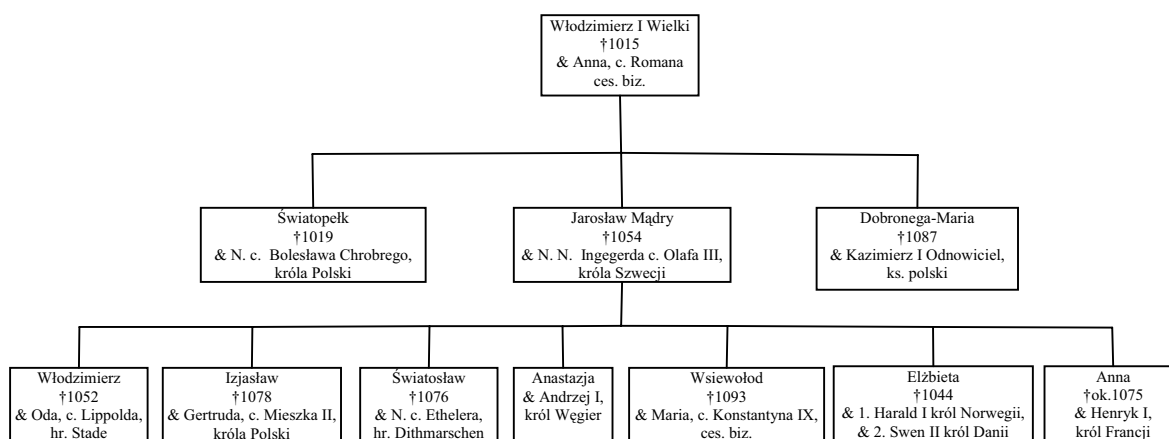 Włodzimierz I Wielki
†1015
& Anna, c. Romana
ces. biz.
Światopełk
†1019
& N. c. Bolesława Chrobrego,
króla Polski
Jarosław Mądry
†1054
& N. N. Ingegerda c. Olafa III,
króla Szwecji
Dobronega-Maria
†1087
& Kazimierz I Odnowiciel,
ks. polski
Włodzimierz
†1052
& Oda, c. Lippolda,
hr. Stade
Izjasław
†1078
& Gertruda, c. Mieszka II,
króla Polski
Światosław
†1076
& N. c. Ethelera,
hr. Dithmarschen
Anastazja
& Andrzej I,
król Węgier
Wsiewołod
†1093
& Maria, c. Konstantyna IX,
ces. biz.
Elżbieta
†1044
& 1. Harald I król Norwegii,
& 2. Swen II król Danii
Anna
†ok.1075
& Henryk I,
król Francji